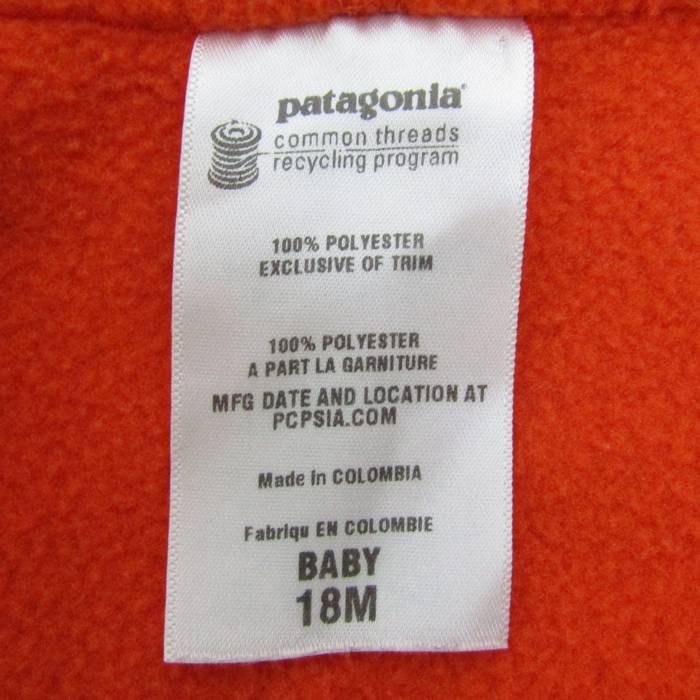 patagonia®
common threads
recycling program
100% POLYESTER
EXCLUSIVE OF TRIM
100% POLYESTER
A PART LA GARNITURE
MFG DATE AND LOCATION AT
PCPSIA.COM
Made in COLOMBIA
Fabriqu EN COLOMBIE
BABY
18M